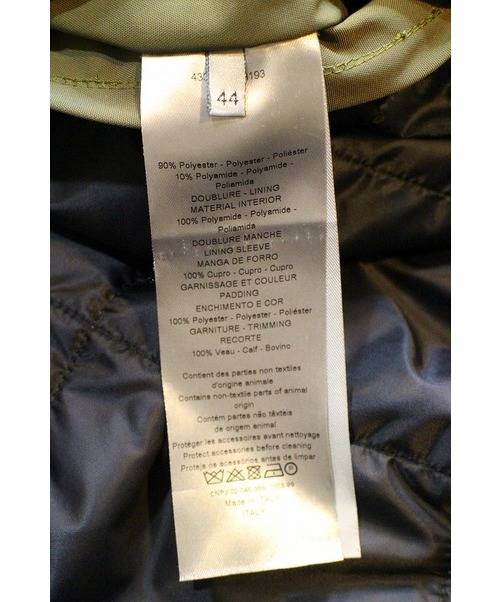 44
90% Polyester - Polyester - Poliéster
10% Polyamide - Polyamide -
Poliamida
DOUBLURE - LINING
MATERIAL INTERIOR
100% Polyamide - Polyamide -
Poliamida
DOUBLURE MANCHE
LINING SLEEVE
MANGA DE FORRO
100% Cupro - Cupro - Cupro
GARNISSAGE ET COULEUR
PADDING
ENCHIMENTO E COR
100% Polyester - Polyester - Poliéster
GARNITURE - TRIMMING
RECORTE
100% Veau - Calf - Bovino
Contient des parties non textiles
d'origine animale
Contains non-textile parts of animal
origin
Contém partes não têxteis
de origem animal
Protéger les accessoires avant nettoyage
Protect accessories before cleaning
Proteja os acessórios antes de limpar
Made in ITALY
ITALY